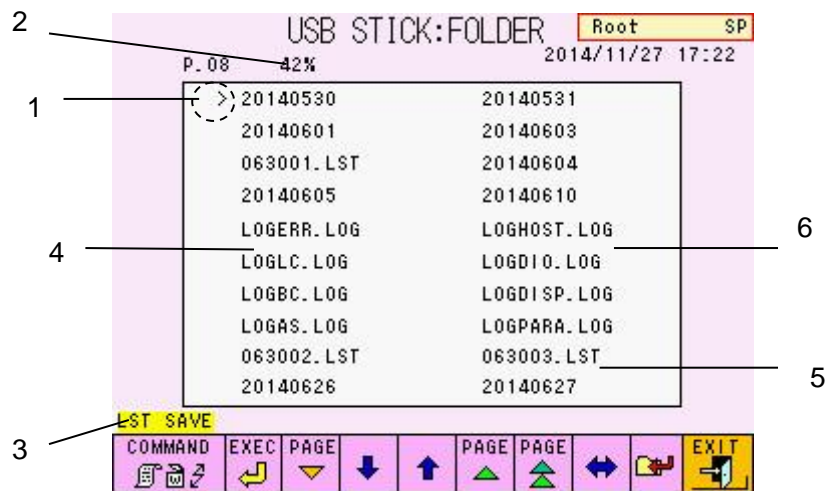 2
USB STICK:FOLDER
Root SP
2014/11/27 17:22
P.08 42%
1
> 20140530 20140531
20140601 20140603
063001.LST 20140604
20140605 20140610
LOGERR.LOG LOGHOST.LOG
6
4
LOGLC.LOG LOGDIO.LOG
LOGBC.LOG LOGDISP.LOG
LOGAS.LOG LOGPARA.LOG
063002.LST 063003.LST
5
20140626 20140627
LST SAVE
3
COMMAND EXEC PAGE PAGE PAGE EXIT